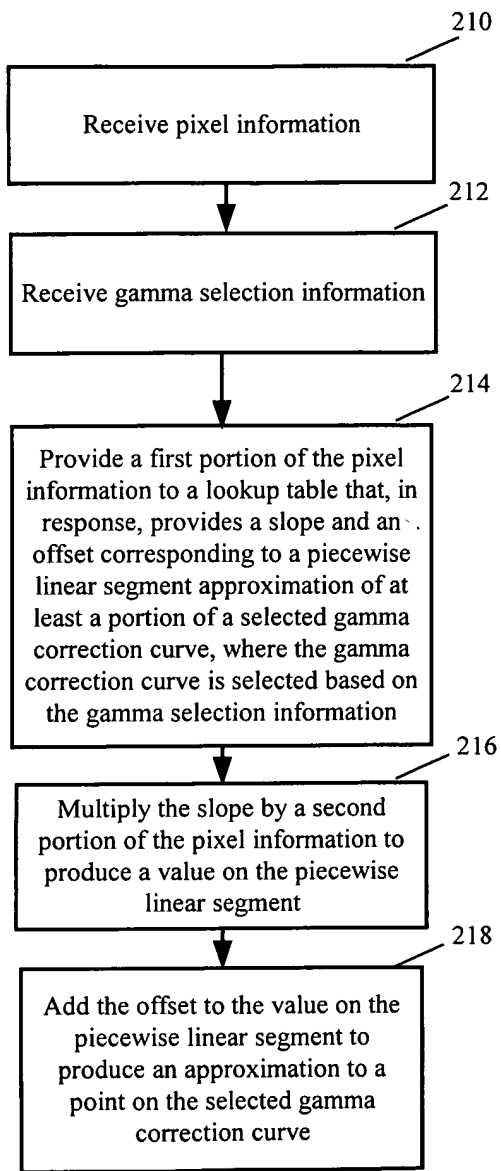 210
Receive pixel information
212
Receive gamma selection information
214
Provide a first portion of the pixel
information to a lookup table that, in
response, provides a slope and an
offset corresponding to a piecewise
linear segment approximation of at
least a portion of a selected gamma
correction curve, where the gamma
correction curve is selected based on
the gamma selection information
216
Multiply the slope by a second
portion of the pixel information to
produce a value on the piecewise
linear segment
218
Add the offset to the value on the
piecewise linear segment to
produce an approximation to a
point on the selected gamma
correction curve